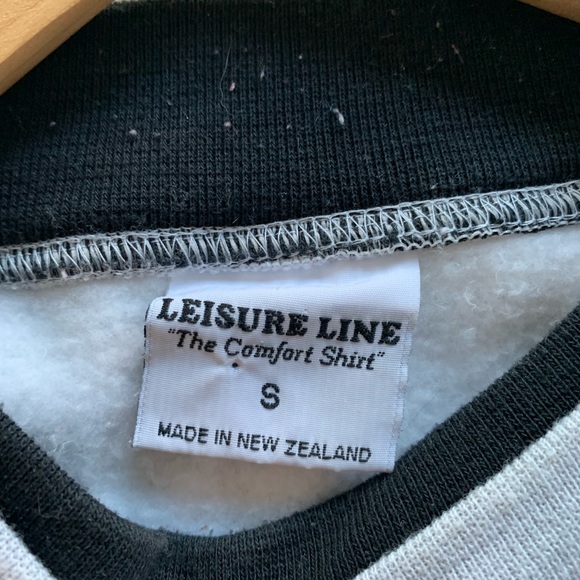 LEISURE LINE
"The Comfort Shirt"
S
MADE IN NEW ZEALAND